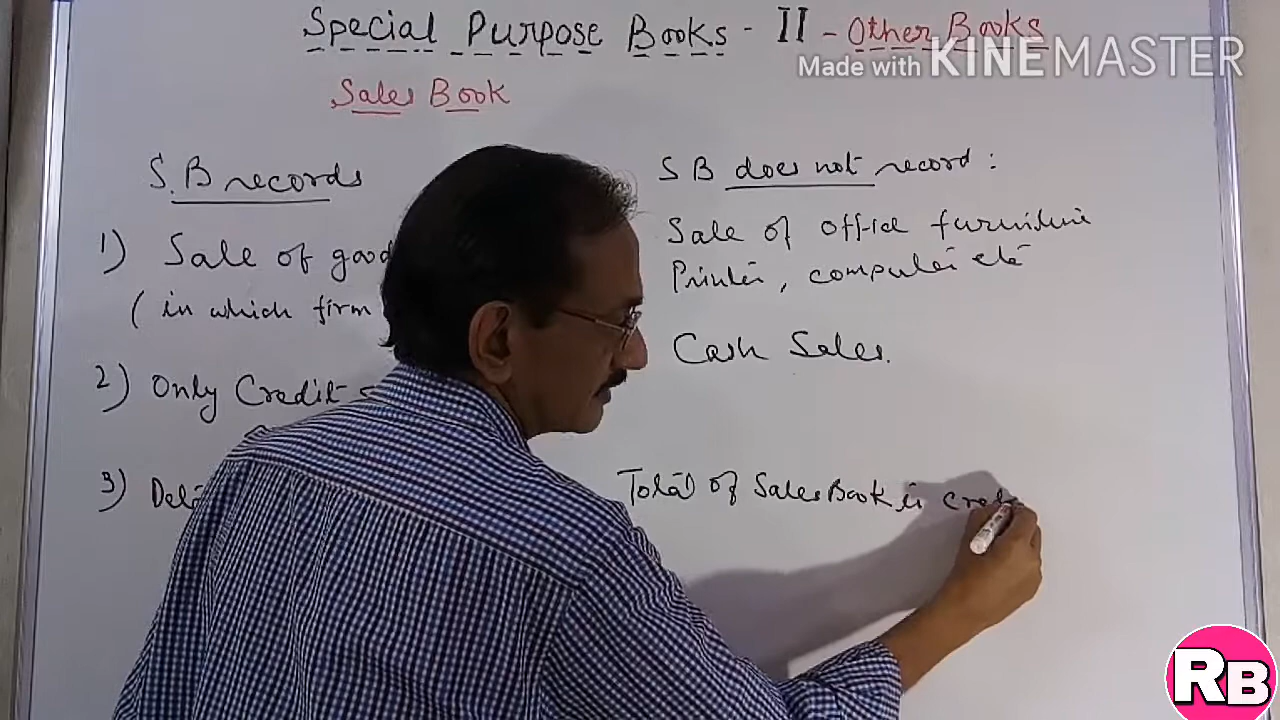 Special Purpose Books - II - Other Books
Made with KINEMASTER
Sales Book
S.B records
1) Sale of good
(in which firm
2) Only Credit
3)
S B does not record :
Sale of office furniture
Printer, computer etc
Cash Sales.
Total of Sales Book is
RB